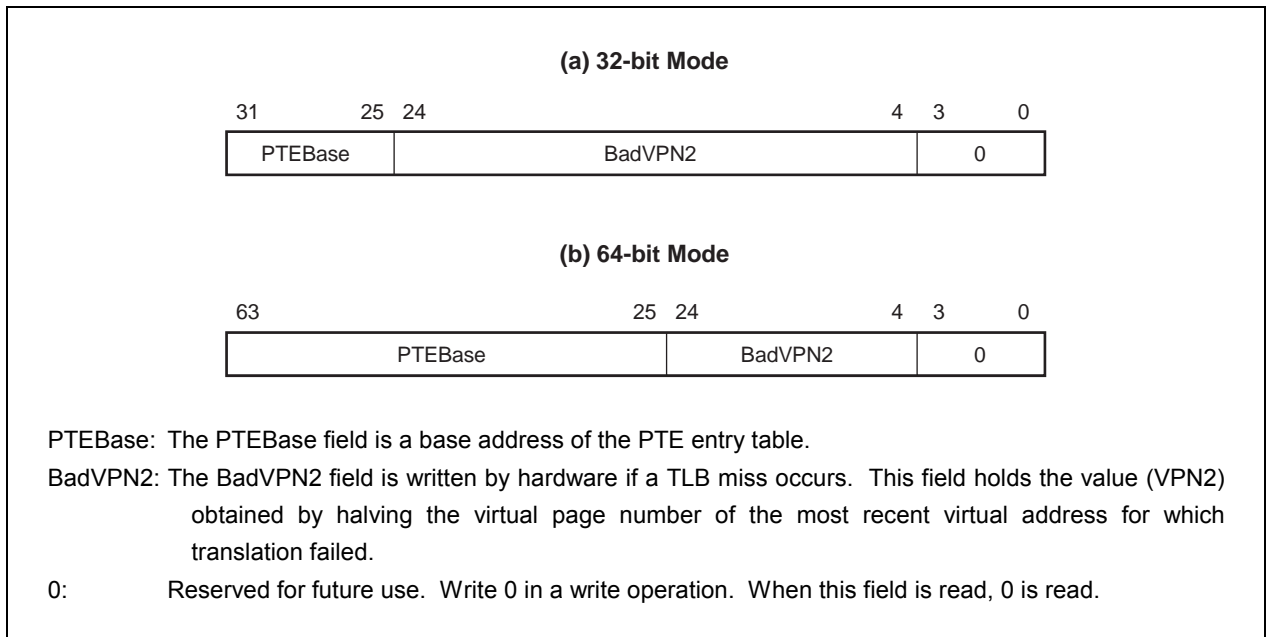 (a) 32-bit Mode
31 25 24 4 3 0
PTEBase BadVPN2 0
(b) 64-bit Mode
63 25 24 4 3 0
PTEBase BadVPN2 0
PTEBase: The PTEBase field is a base address of the PTE entry table.
BadVPN2: The BadVPN2 field is written by hardware if a TLB miss occurs. This field holds the value (VPN2)
obtained by halving the virtual page number of the most recent virtual address for which
translation failed.
0: Reserved for future use. Write 0 in a write operation. When this field is read, 0 is read.